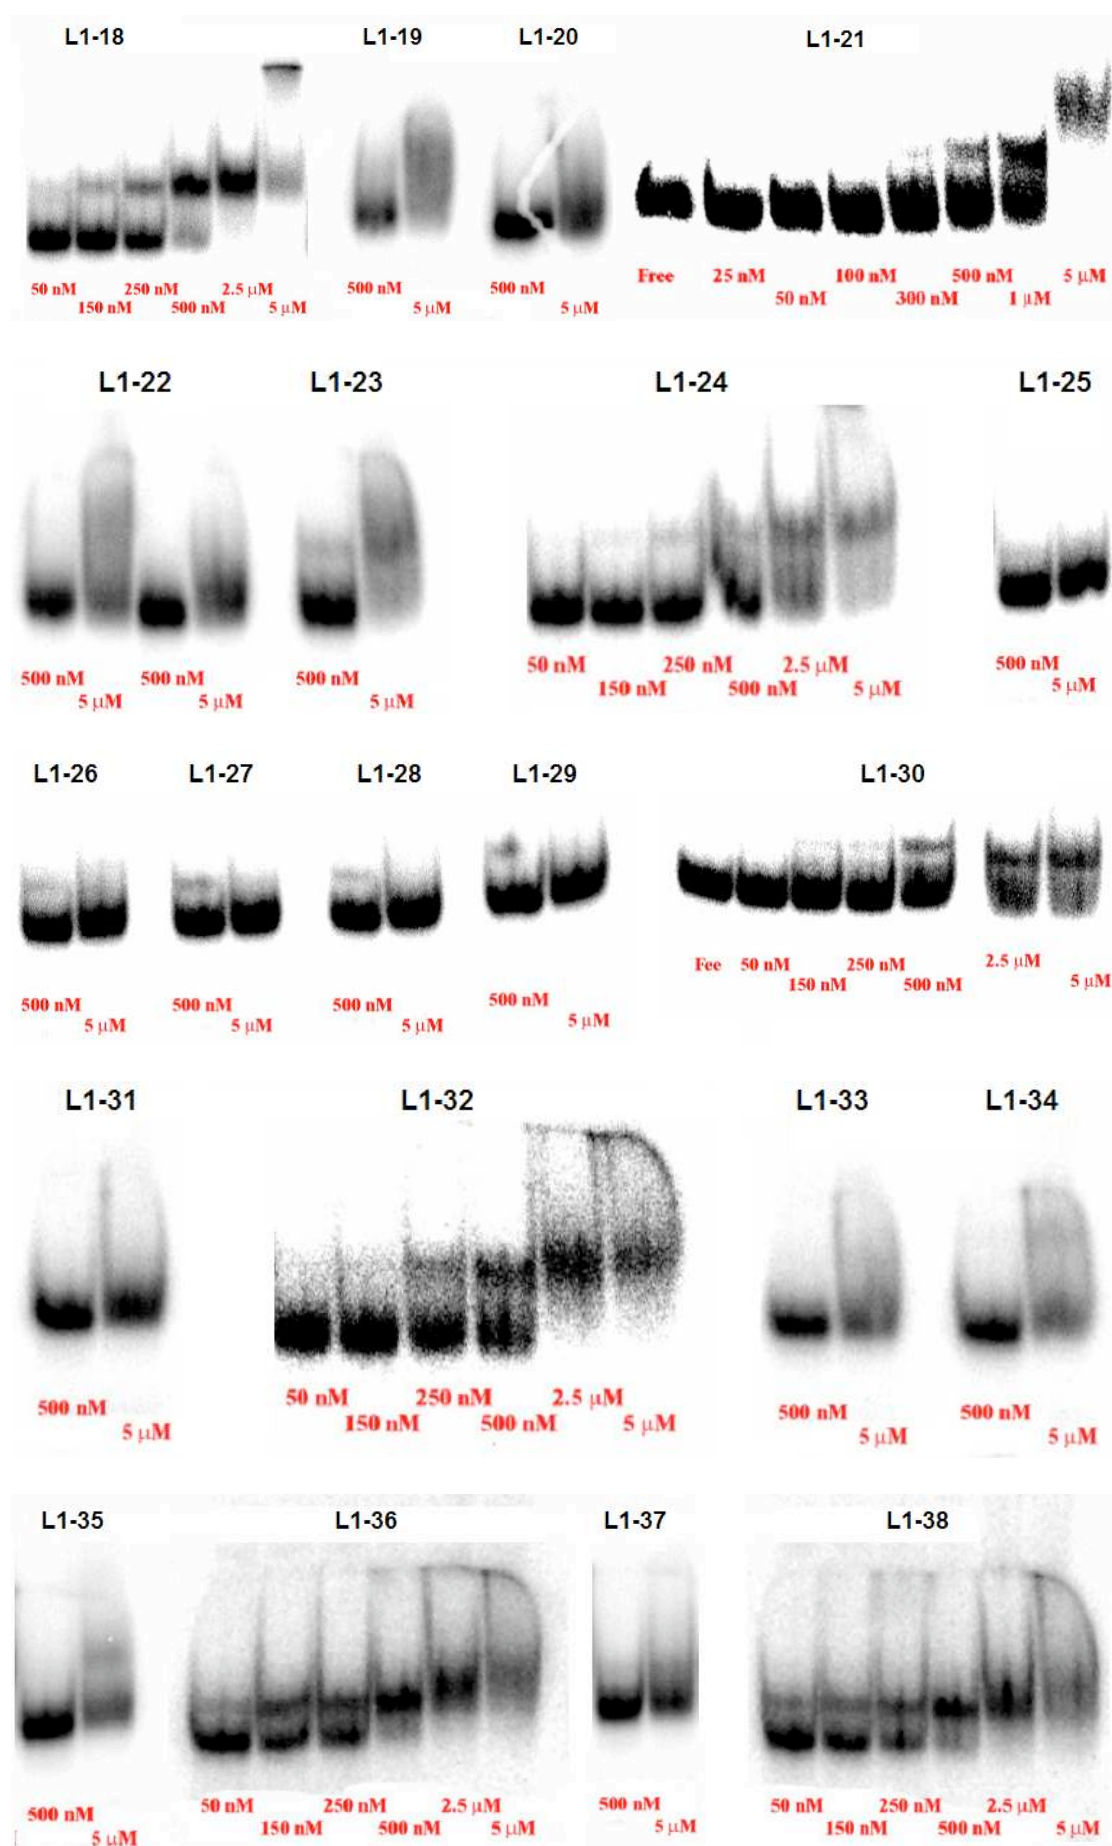 L1-18 L1-19 L1-20 L1-21
50 nM 250 nM 2.5 µM 500 nM 500 nM Free 25 nM 100 nM 500 nM 5 µM
150 nM 500 nM 5 µM 5 µM 5 µM 50 nM 300 nM 1 µM
L1-22 L1-23 L1-24 L1-25
500 nM 500 nM 500 nM 50 nM 250 nM 2.5 µM 500 nM
5 µM 5 µM 5 µM 150 nM 500 nM 5 µM 5 µM
L1-26 L1-27 L1-28 L1-29 L1-30
Fee 50 nM 250 nM 2.5 µM
150 nM 500 nM 5 µM
500 nM 500 nM 500 nM 500 nM
5 µM 5 µM 5 µM 5 µM
L1-31 L1-32 L1-33 L1-34
500 nM 50 nM 250 nM 2.5 µM 500 nM 500 nM
5 µM 150 nM 500 nM 5 µM 5 µM 5 µM
L1-35 L1-36 L1-37 L1-38
500 nM 50 nM 250 nM 2.5 µM 500 nM 50 nM 250 nM 2.5 µM
5 µM 150 nM 500 nM 5 µM 5 µM 150 nM 500 nM 5 µM